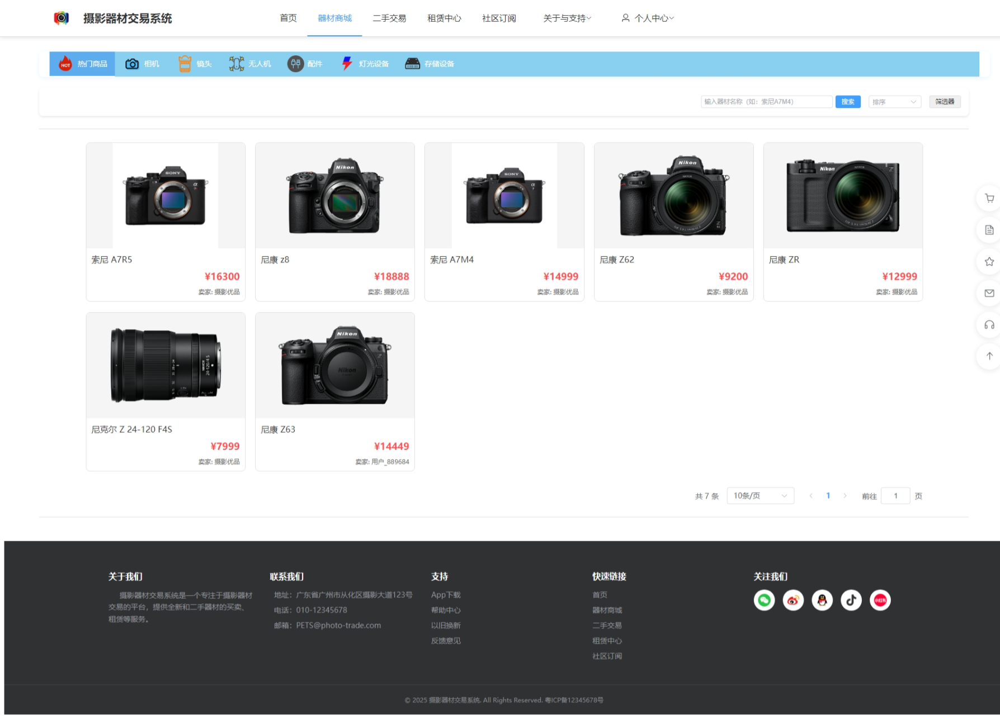 摄影器材交易系统
首页 器材商城 二手交易 租赁中心 社区订阅 关于与支持 个人中心
HOT 热门商品 相机 镜头 无人机 配件 灯光设备 存储设备
输入器材名称（如：索尼A7M4） 搜索 排序 筛选器
SONY Nikon SONY Nikon Nikon
索尼 A7R5 尼康 z8 索尼 A7M4 尼康 Z62 尼康 ZR
¥16300 ¥18888 ¥14999 ¥9200 ¥12999
卖家: 摄影优品 卖家: 摄影优品 卖家: 摄影优品 卖家: 摄影优品 卖家: 摄影优品
24-120/4 S Nikon
Nikon
尼克尔 Z 24-120 F4S 尼康 Z63
¥7999 ¥14449
卖家: 摄影优品 卖家: 用户_889684
共 7 条 10条/页 1 前往 1 页
关于我们 联系我们 支持 快速链接 关注我们
摄影器材交易系统是一个专注于摄影器材 地址：广东省广州市从化区摄影大道123号 App下载 首页
交易的平台，提供全新和二手器材的买卖、 电话：010-12345678 帮助中心 器材商城
租赁等服务。 邮箱：PETS@photo-trade.com 以旧换新 二手交易
反馈意见 租赁中心
社区订阅
小红书
© 2025 摄影器材交易系统. All Rights Reserved. 粤ICP备12345678号